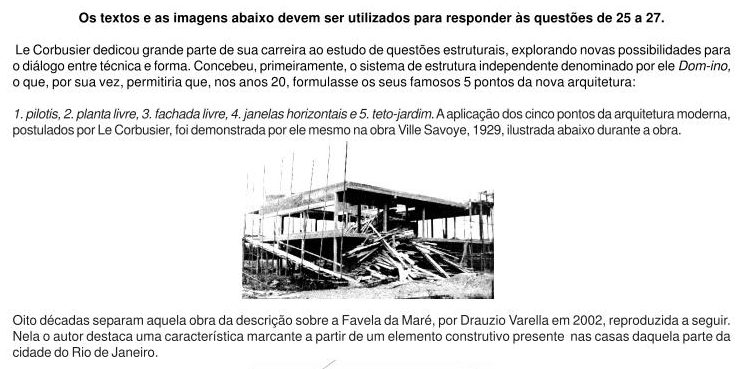 Os textos e as imagens abaixo devem ser utilizados para responder às questões de 25 a 27.
Le Corbusier dedicou grande parte de sua carreira ao estudo de questões estruturais, explorando novas possibilidades para
o diálogo entre técnica e forma. Concebeu, primeiramente, o sistema de estrutura independente denominado por ele Dom-ino,
o que, por sua vez, permitiria que, nos anos 20, formulasse os seus famosos 5 pontos da nova arquitetura:
1. pilotis, 2. planta livre, 3. fachada livre, 4. janelas horizontais e 5. teto-jardim. A aplicação dos cinco pontos da arquitetura moderna,
postulados por Le Corbusier, foi demonstrada por ele mesmo na obra Ville Savoye, 1929, ilustrada abaixo durante a obra.
Oito décadas separam aquela obra da descrição sobre a Favela da Maré, por Drauzio Varella em 2002, reproduzida a seguir.
Nela o autor destaca uma característica marcante a partir de um elemento construtivo presente nas casas daquela parte da
cidade do Rio de Janeiro.